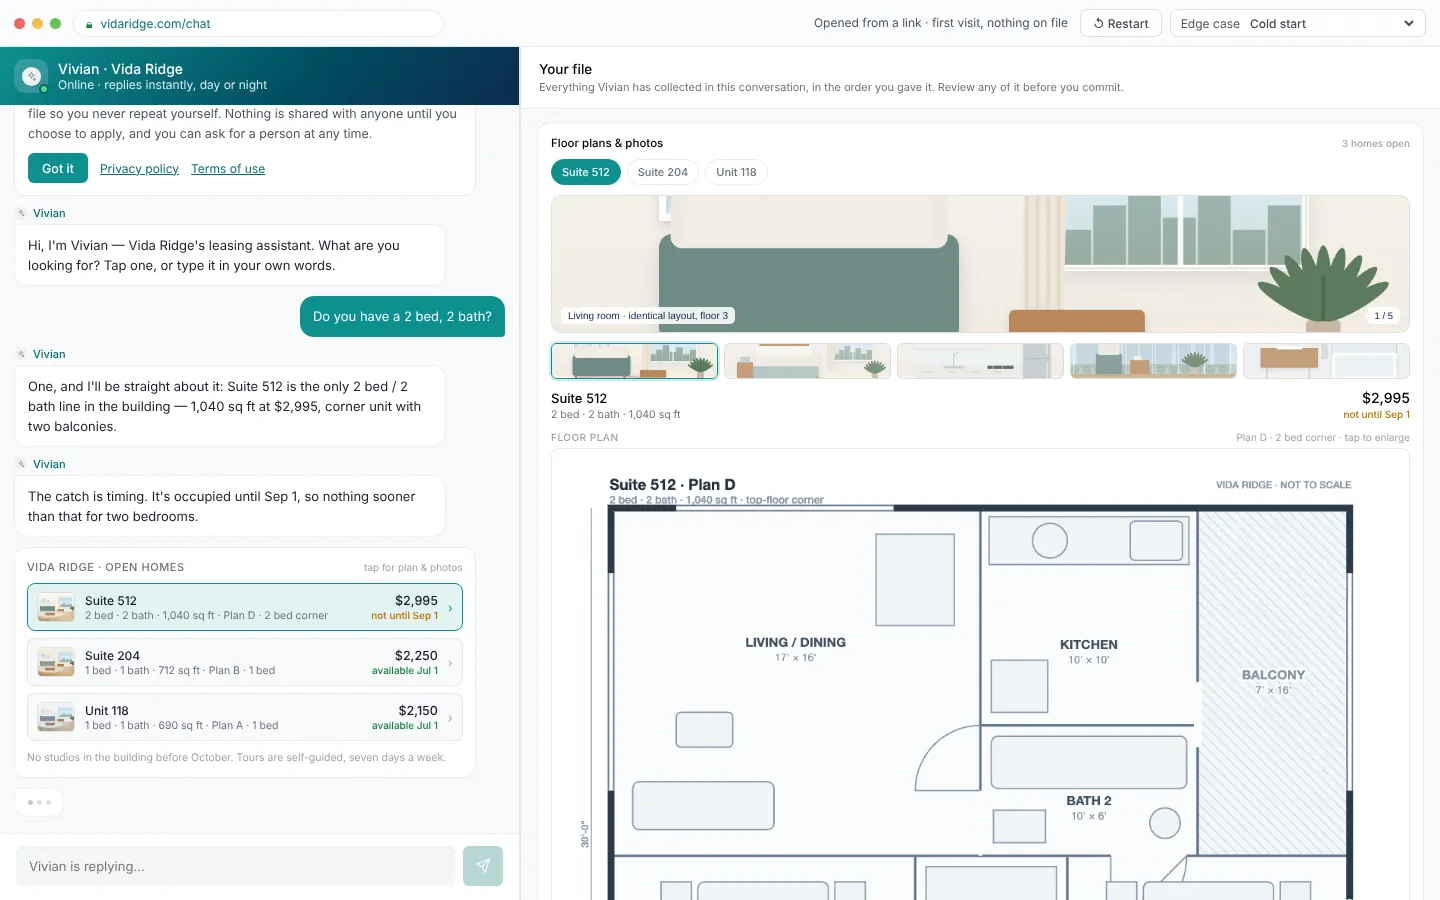 vidaridge.com/chat
Opened from a link · first visit, nothing on file
Restart
Edge case Cold start
Vivian · Vida Ridge
Online · replies instantly, day or night
file so you never repeat yourself. Nothing is shared with anyone until you
choose to apply, and you can ask for a person at any time.
Got it
Privacy policy
Terms of use
Vivian
Hi, I'm Vivian — Vida Ridge's leasing assistant. What are you
looking for? Tap one, or type it in your own words.
Do you have a 2 bed, 2 bath?
Vivian
One, and I'll be straight about it: Suite 512 is the only 2 bed / 2
bath line in the building — 1,040 sq ft at $2,995, corner unit with
two balconies.
Vivian
The catch is timing. It's occupied until Sep 1, so nothing sooner
than that for two bedrooms.
VIDA RIDGE · OPEN HOMES
tap for plan & photos
Suite 512
$2,995
2 bed · 2 bath · 1,040 sq ft · Plan D · 2 bed corner
not until Sep 1
Suite 204
$2,250
1 bed · 1 bath · 712 sq ft · Plan B · 1 bed
available Jul 1
Unit 118
$2,150
1 bed · 1 bath · 690 sq ft · Plan A · 1 bed
available Jul 1
No studios in the building before October. Tours are self-guided, seven days a week.
Vivian is replying...
Your file
Everything Vivian has collected in this conversation, in the order you gave it. Review any of it before you commit.
Floor plans & photos
3 homes open
Suite 512
Suite 204
Unit 118
Living room · identical layout, floor 3
1 / 5
Suite 512
$2,995
2 bed · 2 bath · 1,040 sq ft
not until Sep 1
FLOOR PLAN
Plan D · 2 bed corner · tap to enlarge
Suite 512 · Plan D
VIDA RIDGE · NOT TO SCALE
2 bed · 2 bath · 1,040 sq ft · top-floor corner
LIVING / DINING
17' × 16'
KITCHEN
10' × 10'
BALCONY
7' × 16'
BATH 2
10' × 6'
30'-0"